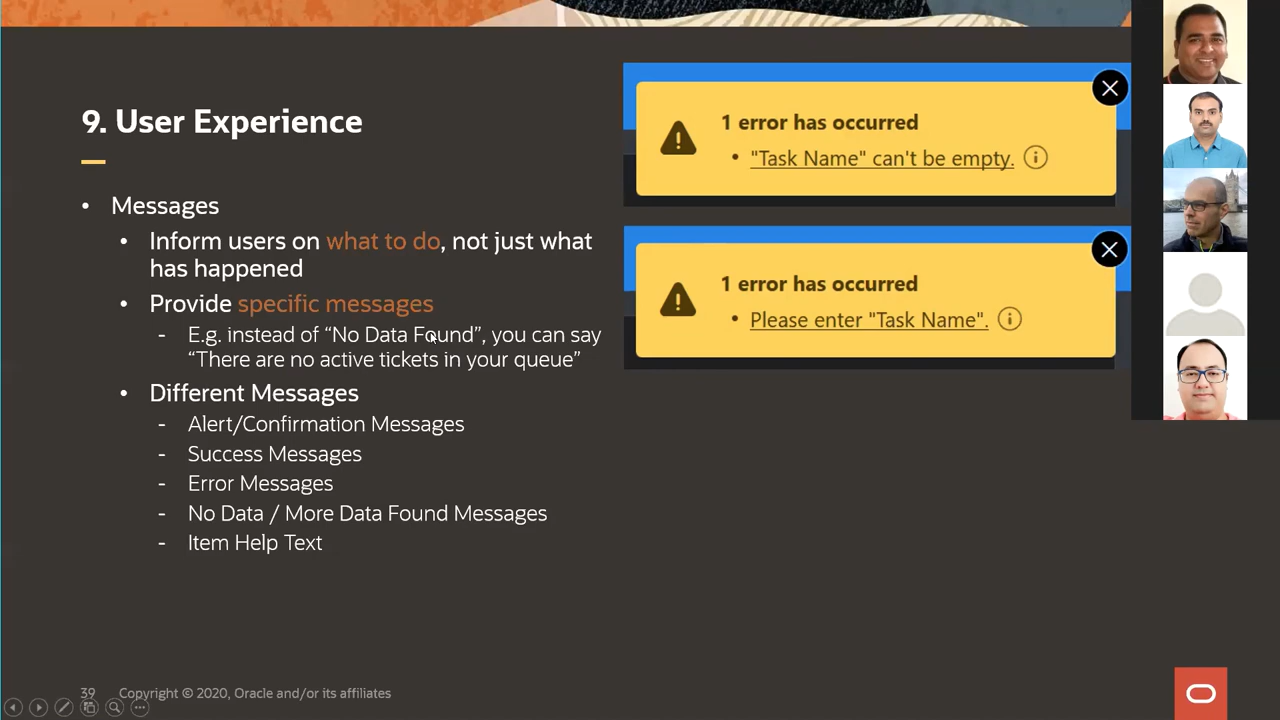 9. User Experience
• Messages
• Inform users on what to do, not just what
has happened
• Provide specific messages
- E.g. instead of “No Data Found”, you can say
“There are no active tickets in your queue”
• Different Messages
- Alert/Confirmation Messages
- Success Messages
- Error Messages
- No Data / More Data Found Messages
- Item Help Text
1 error has occurred
• "Task Name" can't be empty.
1 error has occurred
• Please enter "Task Name".
39 Copyright © 2020, Oracle and/or its affiliates